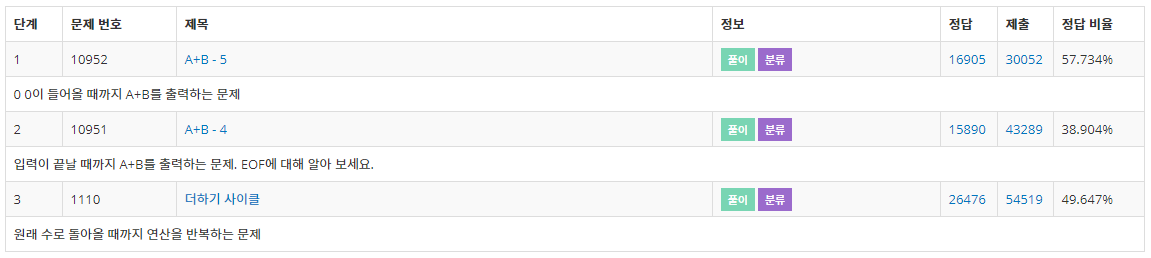 단계 문제 번호 제목 정보 정답 제출 정답 비율
1 10952 A+B - 5 풀이 분류 16905 30052 57.734%
0 0이 들어올 때까지 A+B를 출력하는 문제
2 10951 A+B - 4 풀이 분류 15890 43289 38.904%
입력이 끝날 때까지 A+B를 출력하는 문제. EOF에 대해 알아 보세요.
3 1110 더하기 사이클 풀이 분류 26476 54519 49.647%
원래 수로 돌아올 때까지 연산을 반복하는 문제